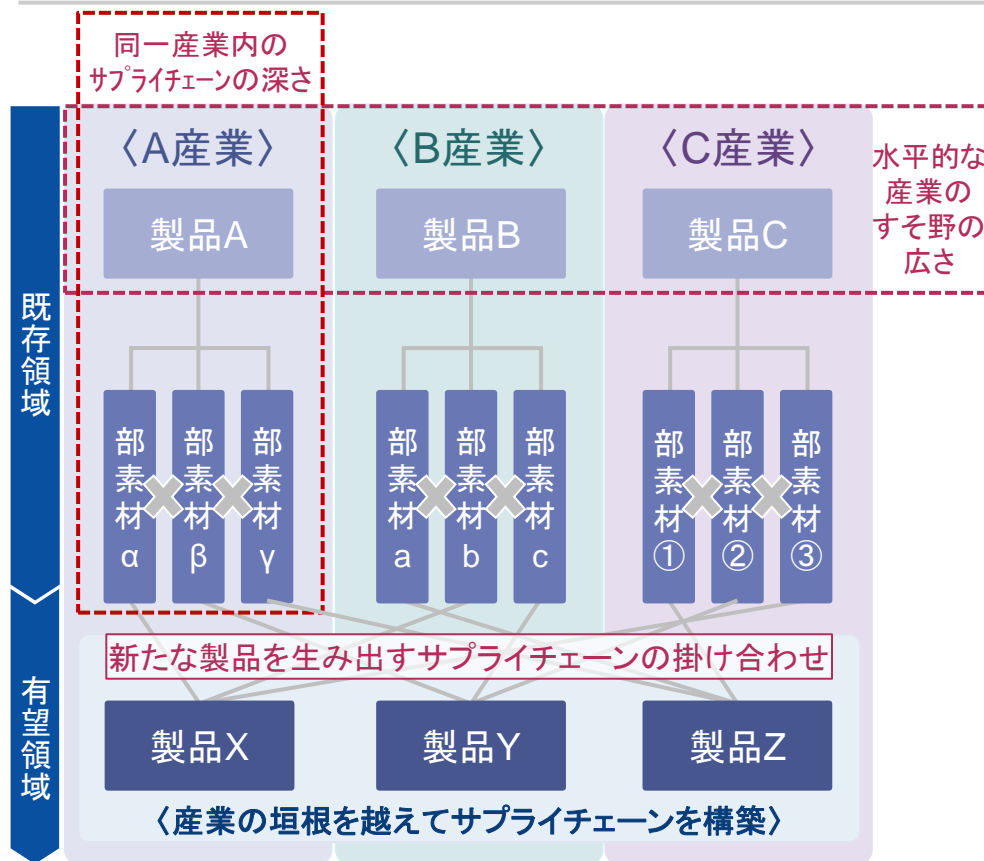 同一産業内の
サプライチェーンの深さ
〈A産業〉
〈B産業〉
〈C産業〉
水平的な
産業の
すそ野の
広さ
製品A
製品B
製品C
既存領域
部素材α
部素材β
部素材γ
部素材a
部素材b
部素材c
部素材①
部素材②
部素材③
新たな製品を生み出すサプライチェーンの掛け合わせ
有望領域
製品X
製品Y
製品Z
〈産業の垣根を越えてサプライチェーンを構築〉